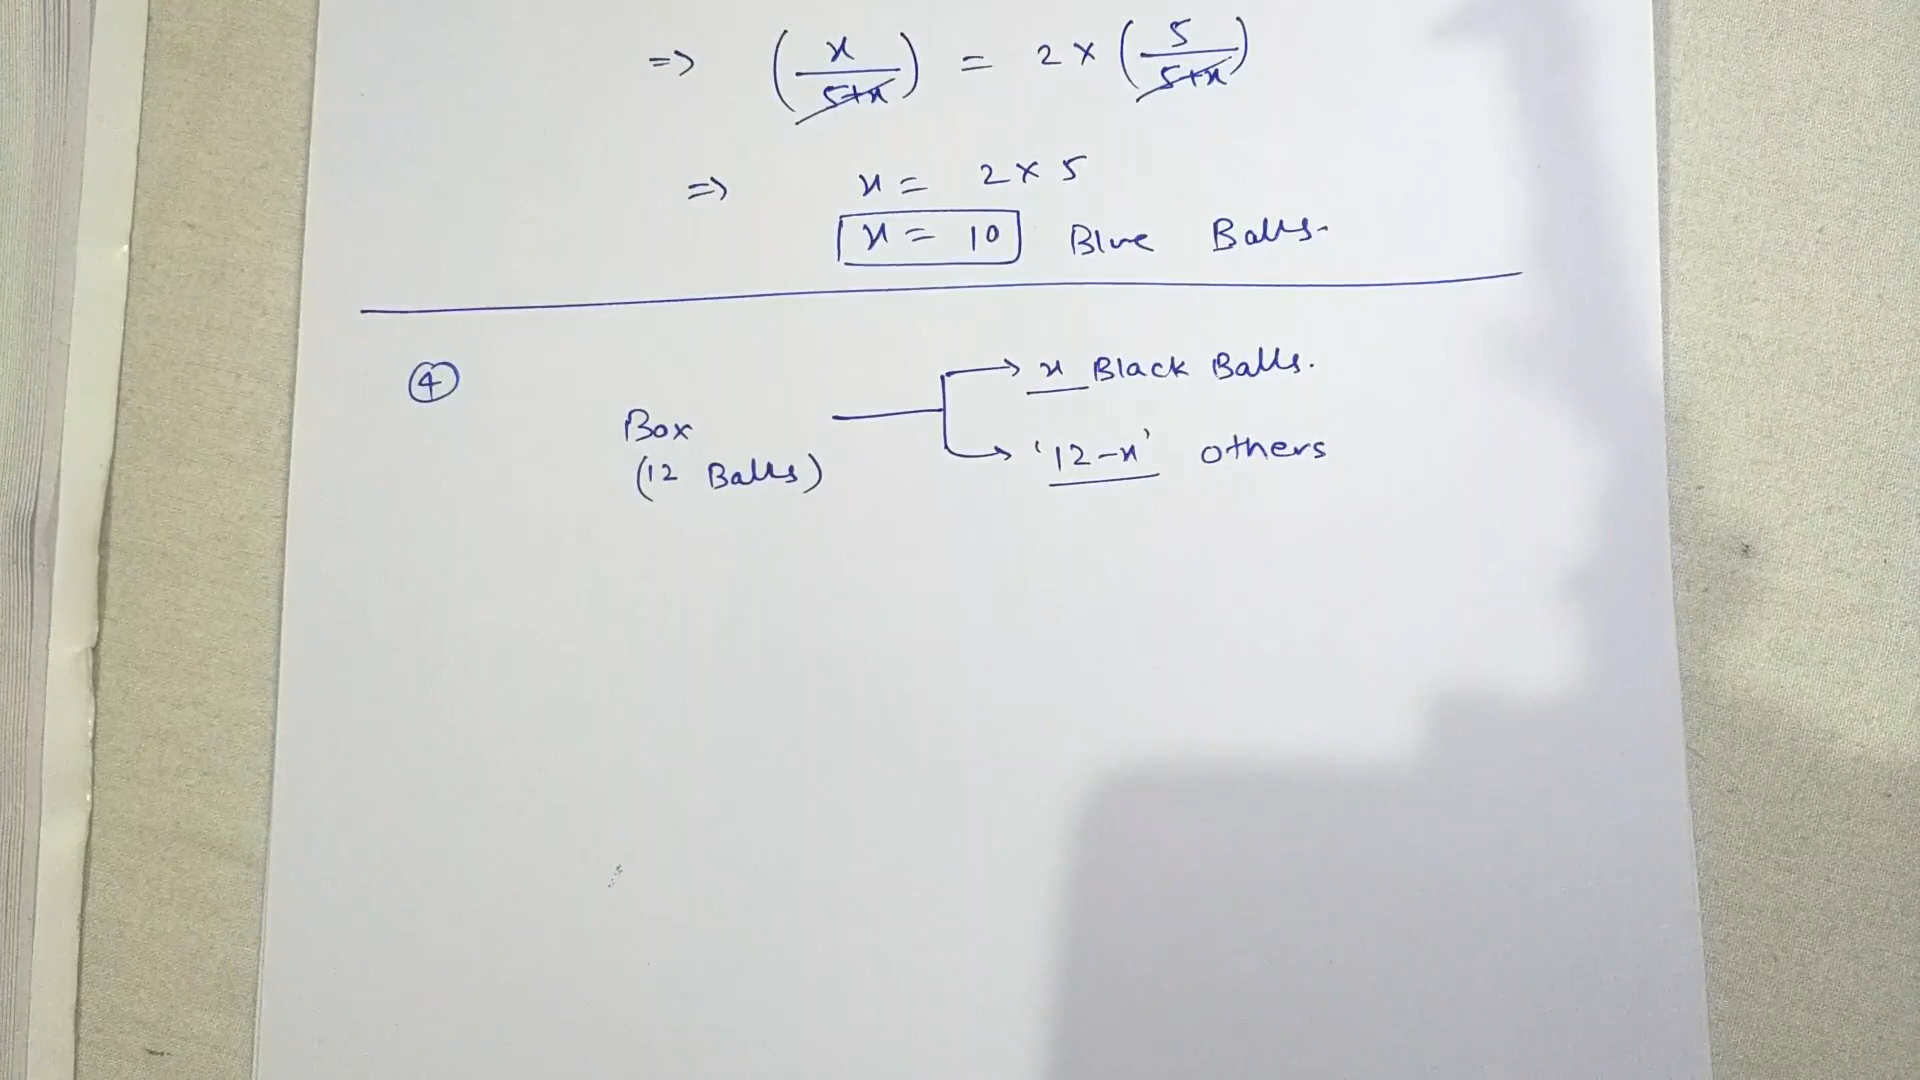 => (x/5+x) = 2 × (5/5+x)
=> x = 2 × 5
x = 10 Blue Balls.
④
Box
(12 Balls)
x Black Balls.
'12-x' others